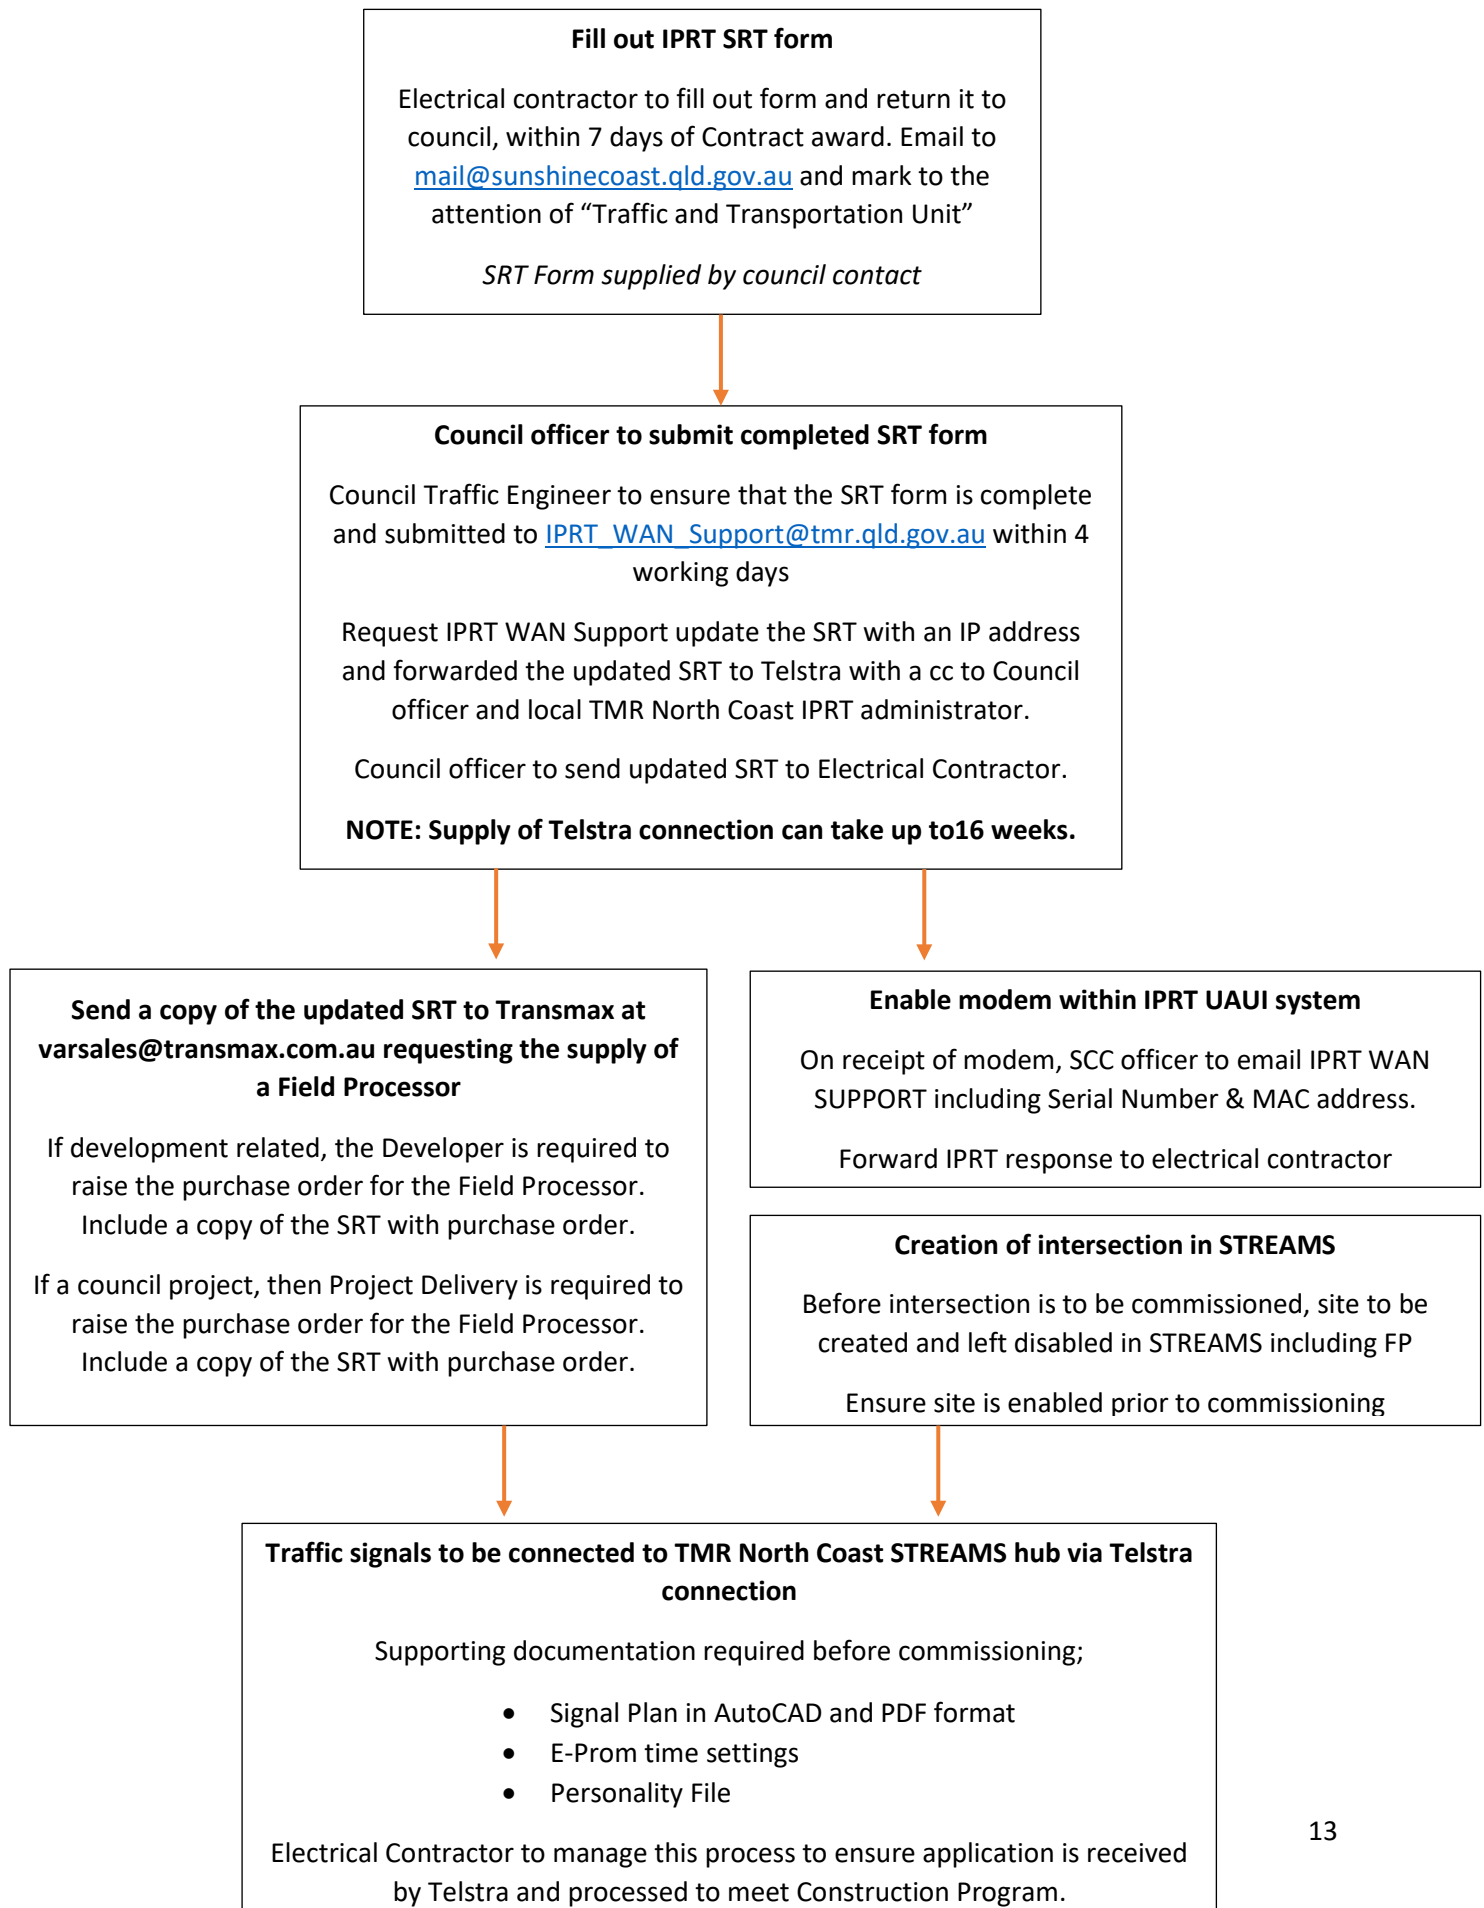 Fill out IPRT SRT form
Electrical contractor to fill out form and return it to
council, within 7 days of Contract award. Email to
mail@sunshinecoast.qld.gov.au and mark to the
attention of “Traffic and Transportation Unit”
SRT Form supplied by council contact
Council officer to submit completed SRT form
Council Traffic Engineer to ensure that the SRT form is complete
and submitted to IPRT_WAN_Support@tmr.qld.gov.au within 4
working days
Request IPRT WAN Support update the SRT with an IP address
and forwarded the updated SRT to Telstra with a cc to Council
officer and local TMR North Coast IPRT administrator.
Council officer to send updated SRT to Electrical Contractor.
NOTE: Supply of Telstra connection can take up to16 weeks.
Send a copy of the updated SRT to Transmax at
varsales@transmax.com.au requesting the supply of
a Field Processor
If development related, the Developer is required to
raise the purchase order for the Field Processor.
Include a copy of the SRT with purchase order.
If a council project, then Project Delivery is required to
raise the purchase order for the Field Processor.
Include a copy of the SRT with purchase order.
Enable modem within IPRT UAUI system
On receipt of modem, SCC officer to email IPRT WAN
SUPPORT including Serial Number & MAC address.
Forward IPRT response to electrical contractor
Creation of intersection in STREAMS
Before intersection is to be commissioned, site to be
created and left disabled in STREAMS including FP
Ensure site is enabled prior to commissioning
Traffic signals to be connected to TMR North Coast STREAMS hub via Telstra
connection
Supporting documentation required before commissioning;
• Signal Plan in AutoCAD and PDF format
• E-Prom time settings
• Personality File
Electrical Contractor to manage this process to ensure application is received
by Telstra and processed to meet Construction Program.
13